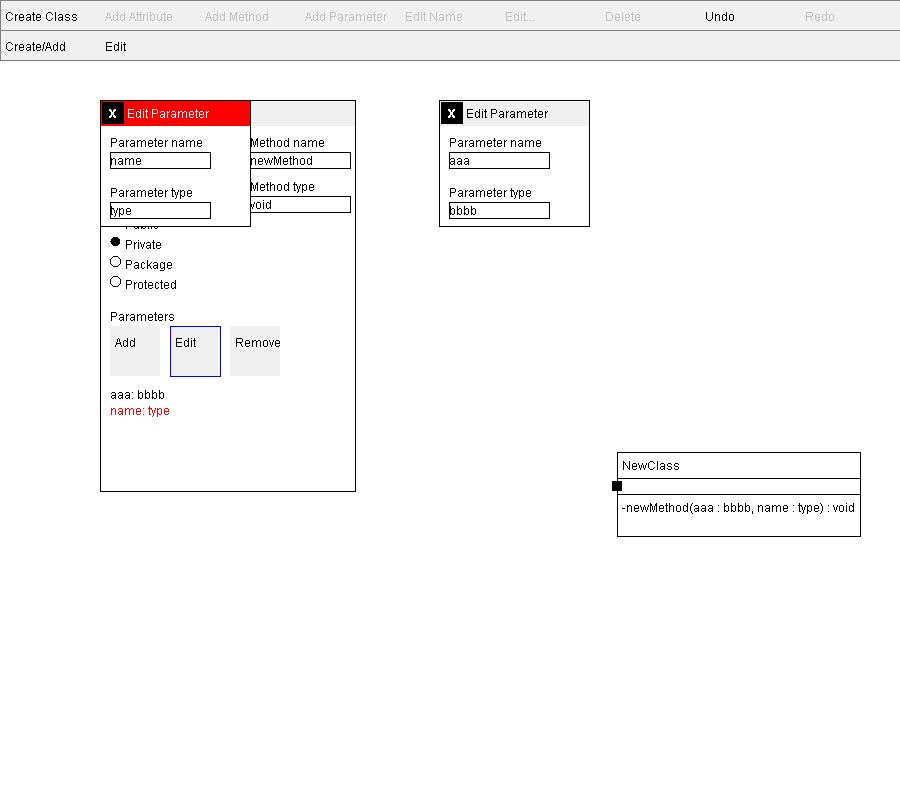 Create Class Add Attribute Add Method Add Parameter Edit Name Edit... Delete Undo Redo
Create/Add Edit
X Edit Parameter
Parameter name
name
Parameter type
type
Method name
newMethod
Method type
void
Public
Private
Package
Protected
Parameters
Add Edit Remove
aaa: bbbb
name: type
X Edit Parameter
Parameter name
aaa
Parameter type
bbbb
NewClass
-newMethod(aaa : bbbb, name : type) : void